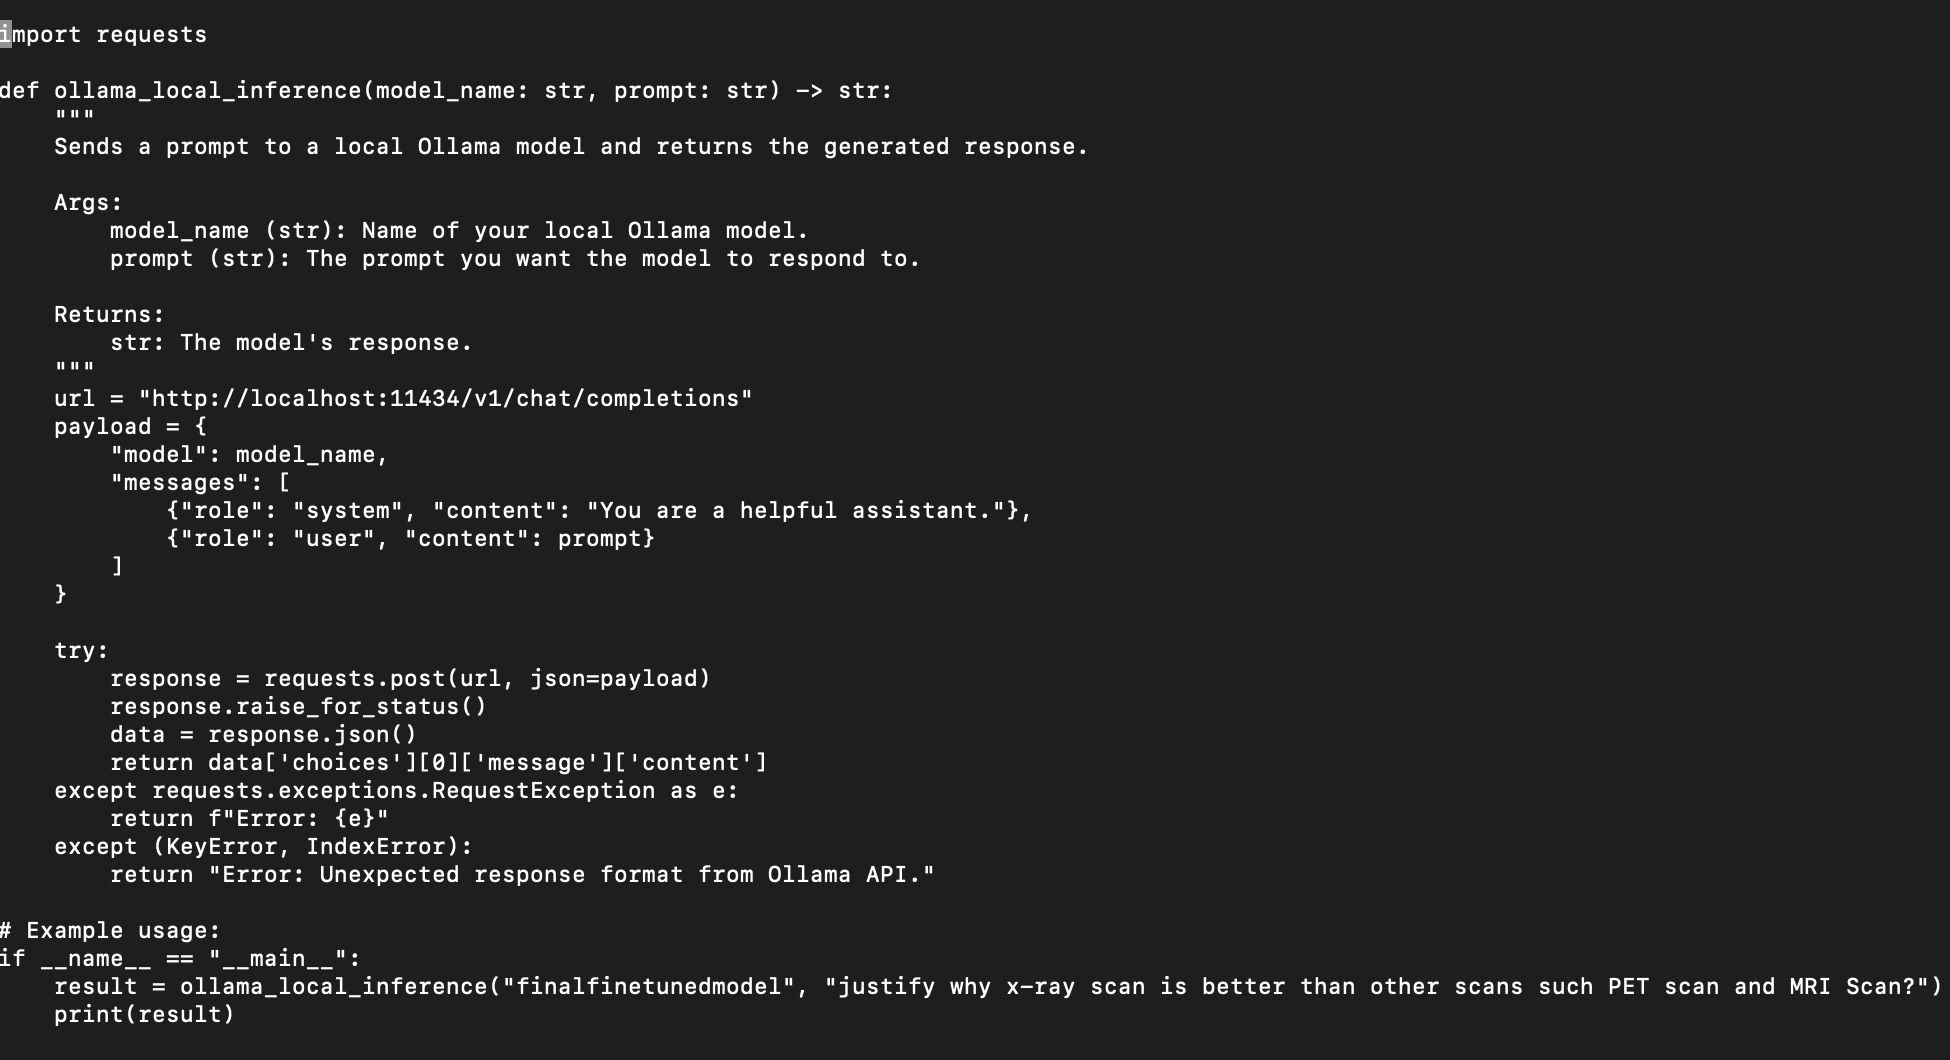 import requests

def ollama_local_inference(model_name: str, prompt: str) -> str:
    """
    Sends a prompt to a local Ollama model and returns the generated response.

    Args:
        model_name (str): Name of your local Ollama model.
        prompt (str): The prompt you want the model to respond to.

    Returns:
        str: The model's response.
    """
    url = "http://localhost:11434/v1/chat/completions"
    payload = {
        "model": model_name,
        "messages": [
            {"role": "system", "content": "You are a helpful assistant."},
            {"role": "user", "content": prompt}
        ]
    }

    try:
        response = requests.post(url, json=payload)
        response.raise_for_status()
        data = response.json()
        return data['choices'][0]['message']['content']
    except requests.exceptions.RequestException as e:
        return f"Error: {e}"
    except (KeyError, IndexError):
        return "Error: Unexpected response format from Ollama API."

# Example usage:
if __name__ == "__main__":
    result = ollama_local_inference("finalfinetunedmodel", "justify why x-ray scan is better than other scans such PET scan and MRI Scan?")
    print(result)